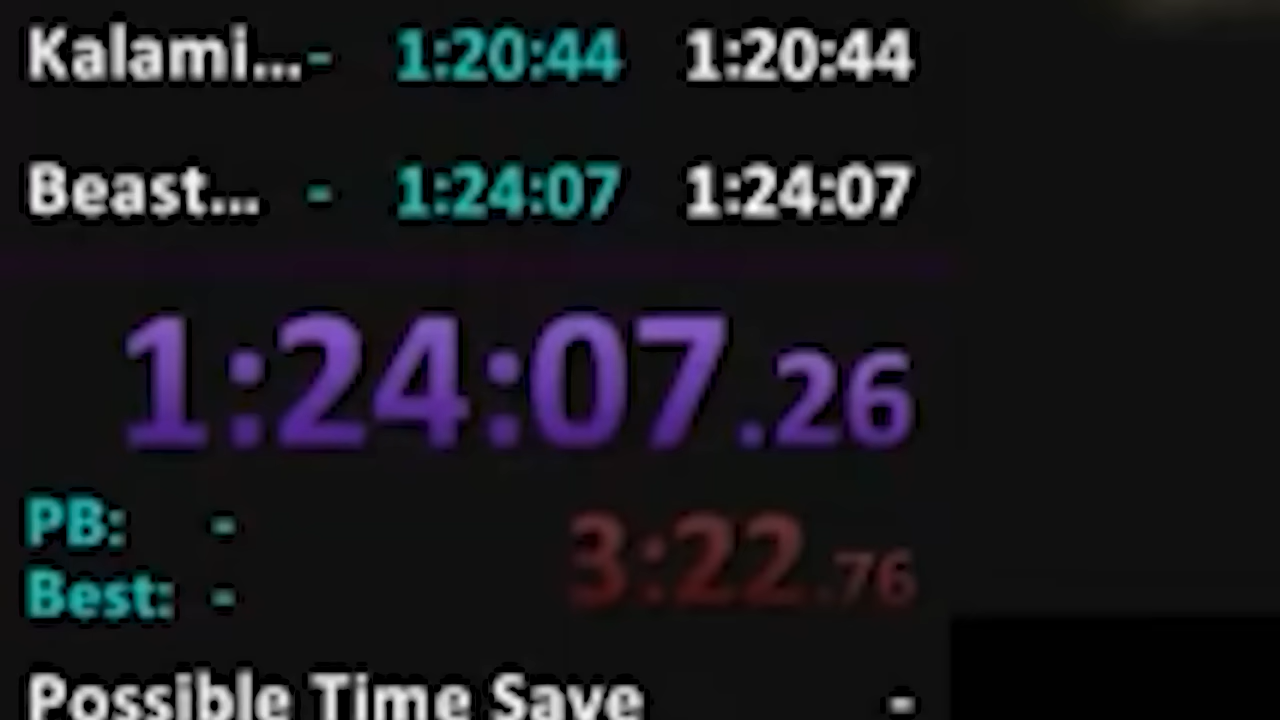 Kalami... - 1:20:44 1:20:44
Beast... - 1:24:07 1:24:07
1:24:07.26
PB: - 3:22.76
Best: -
Possible Time Save -